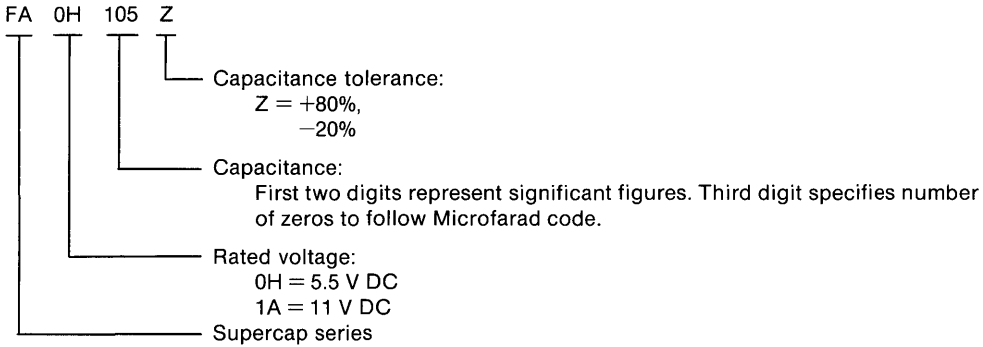 FA 0H 105 Z
Capacitance tolerance:
Z = +80%,
−20%
Capacitance:
First two digits represent significant figures. Third digit specifies number
of zeros to follow Microfarad code.
Rated voltage:
0H = 5.5 V DC
1A = 11 V DC
Supercap series